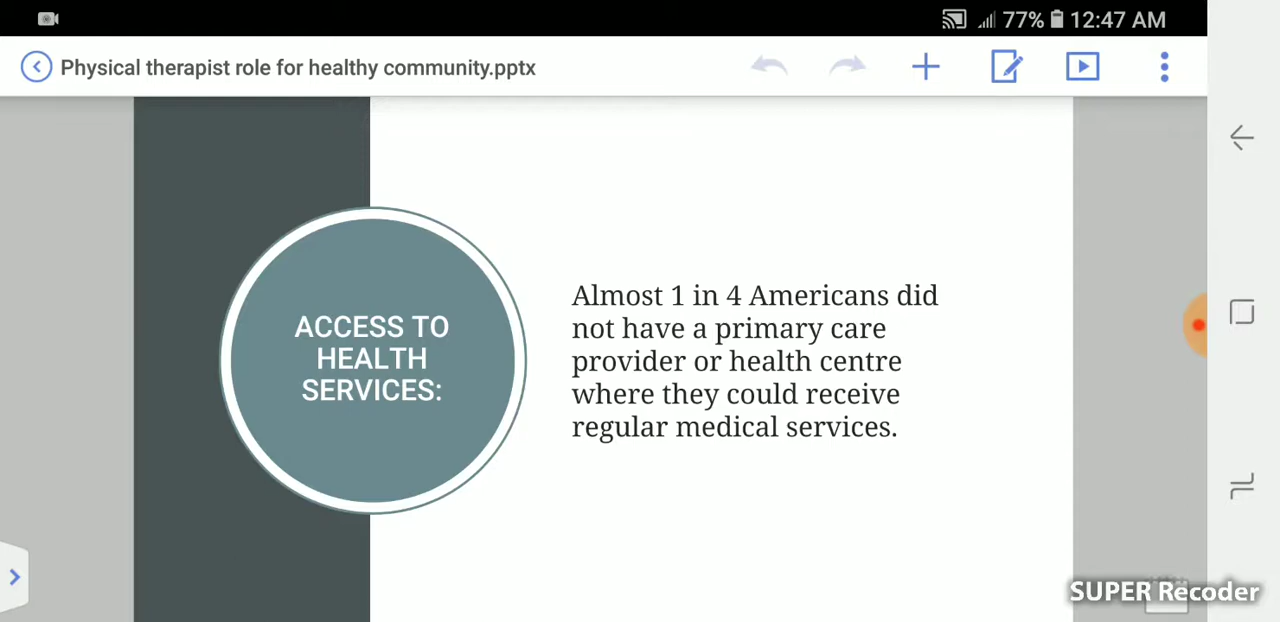 77% 12:47 AM
Physical therapist role for healthy community.pptx
ACCESS TO
HEALTH
SERVICES:
Almost 1 in 4 Americans did
not have a primary care
provider or health centre
where they could receive
regular medical services.
SUPER Recoder